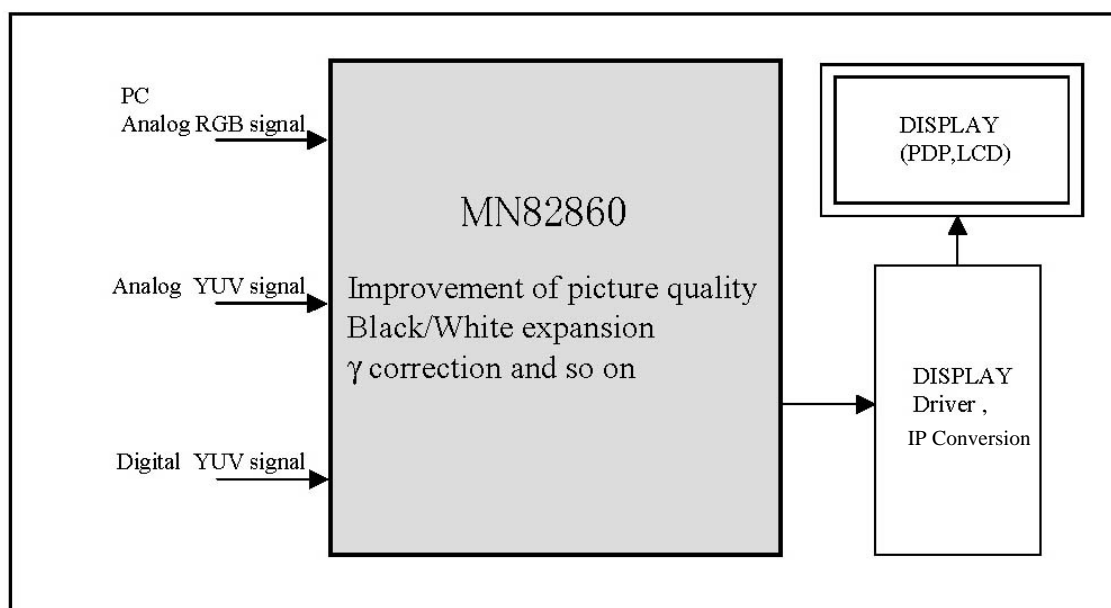 PC
Analog RGB signal
Analog YUV signal
Digital YUV signal
MN82860
Improvement of picture quality
Black/White expansion
γ correction and so on
DISPLAY
(PDP,LCD)
DISPLAY
Driver ,
IP Conversion